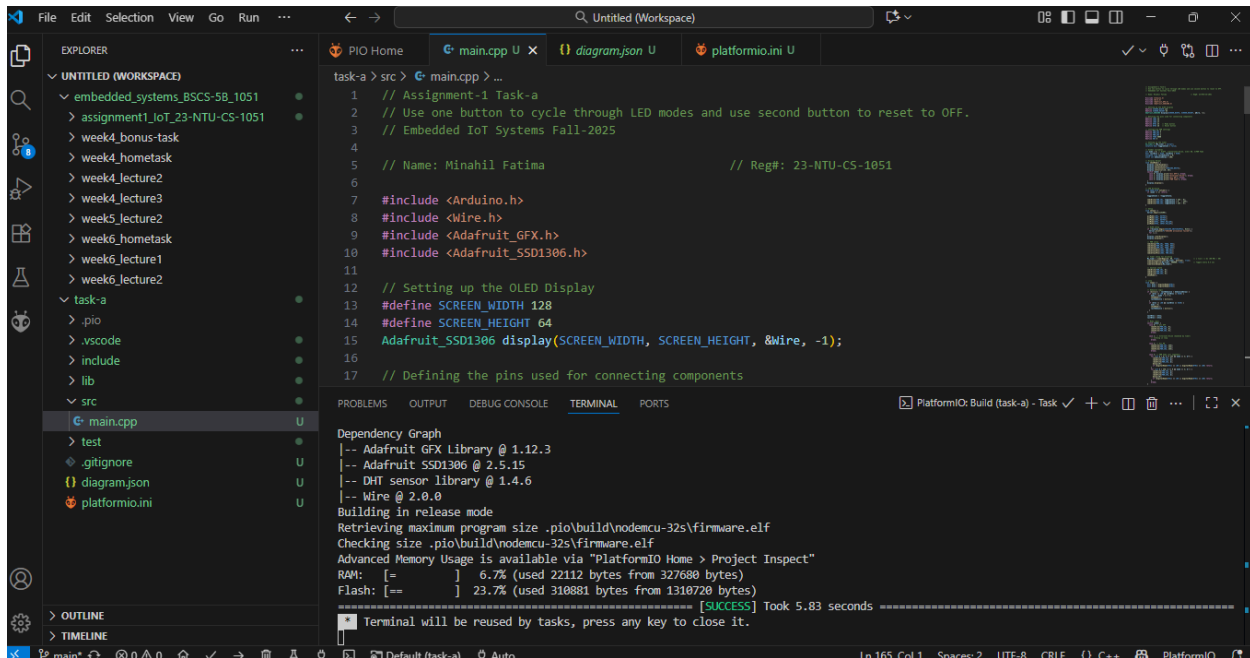 File Edit Selection View Go Run ...
Untitled (Workspace)
EXPLORER
UNTITLED (WORKSPACE)
embedded_systems_BSCS-5B_1051
assignment1_IoT_23-NTU-CS-1051
week4_bonus-task
week4_hometask
week4_lecture2
week4_lecture3
week5_lecture2
week6_hometask
week6_lecture1
week6_lecture2
task-a
.pio
.vscode
include
lib
src
main.cpp U
test
.gitignore U
diagram.json U
platformio.ini U
OUTLINE
TIMELINE
8
PIO Home
main.cpp U
diagram.json U
platformio.ini U
task-a > src > main.cpp > ...
1 // Assignment-1 Task-a
2 // Use one button to cycle through LED modes and use second button to reset to OFF.
3 // Embedded IoT Systems Fall-2025
4
5 // Name: Minahil Fatima // Reg#: 23-NTU-CS-1051
6
7 #include <Arduino.h>
8 #include <Wire.h>
9 #include <Adafruit_GFX.h>
10 #include <Adafruit_SSD1306.h>
11
12 // Setting up the OLED Display
13 #define SCREEN_WIDTH 128
14 #define SCREEN_HEIGHT 64
15 Adafruit_SSD1306 display(SCREEN_WIDTH, SCREEN_HEIGHT, &Wire, -1);
16
17 // Defining the pins used for connecting components
PROBLEMS OUTPUT DEBUG CONSOLE TERMINAL PORTS
PlatformIO: Build (task-a) - Task
Dependency Graph
|-- Adafruit GFX Library @ 1.12.3
|-- Adafruit SSD1306 @ 2.5.15
|-- DHT sensor library @ 1.4.6
|-- Wire @ 2.0.0
Building in release mode
Retrieving maximum program size .pio\build\nodemcu-32s\firmware.elf
Checking size .pio\build\nodemcu-32s\firmware.elf
Advanced Memory Usage is available via "PlatformIO Home > Project Inspect"
RAM: [= ] 6.7% (used 22112 bytes from 327680 bytes)
Flash: [== ] 23.7% (used 310881 bytes from 1310720 bytes)
[SUCCESS] Took 5.83 seconds
* Terminal will be reused by tasks, press any key to close it.
main* 0 0 Default (task-a) Auto Ln 165, Col 1 Spaces: 2 UTF-8 CRLF {} C++ PlatformIO